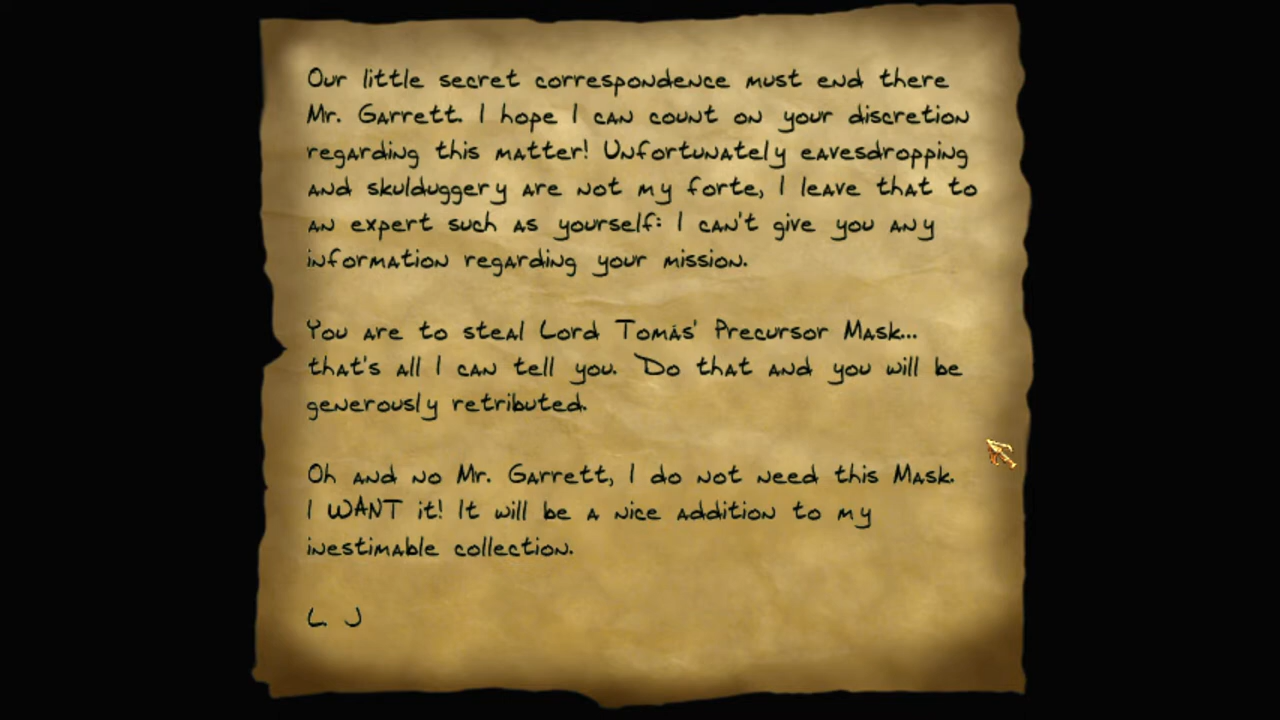 Our little secret correspondence must end there
Mr. Garrett. I hope I can count on your discretion
regarding this matter! Unfortunately eavesdropping
and skulduggery are not my forte, I leave that to
an expert such as yourself: I can't give you any
information regarding your mission.
You are to steal Lord Tomás' Precursor Mask...
that's all I can tell you. Do that and you will be
generously retributed.
Oh and no Mr. Garrett, I do not need this Mask.
I WANT it! It will be a nice addition to my
inestimable collection.
L J